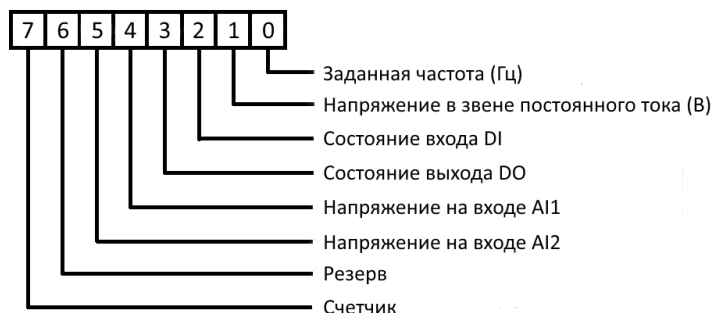 7 6 5 4 3 2 1 0
Заданная частота (Гц)
Напряжение в звене постоянного тока (В)
Состояние входа DI
Состояние выхода DO
Напряжение на входе AI1
Напряжение на входе AI2
Резерв
Счетчик